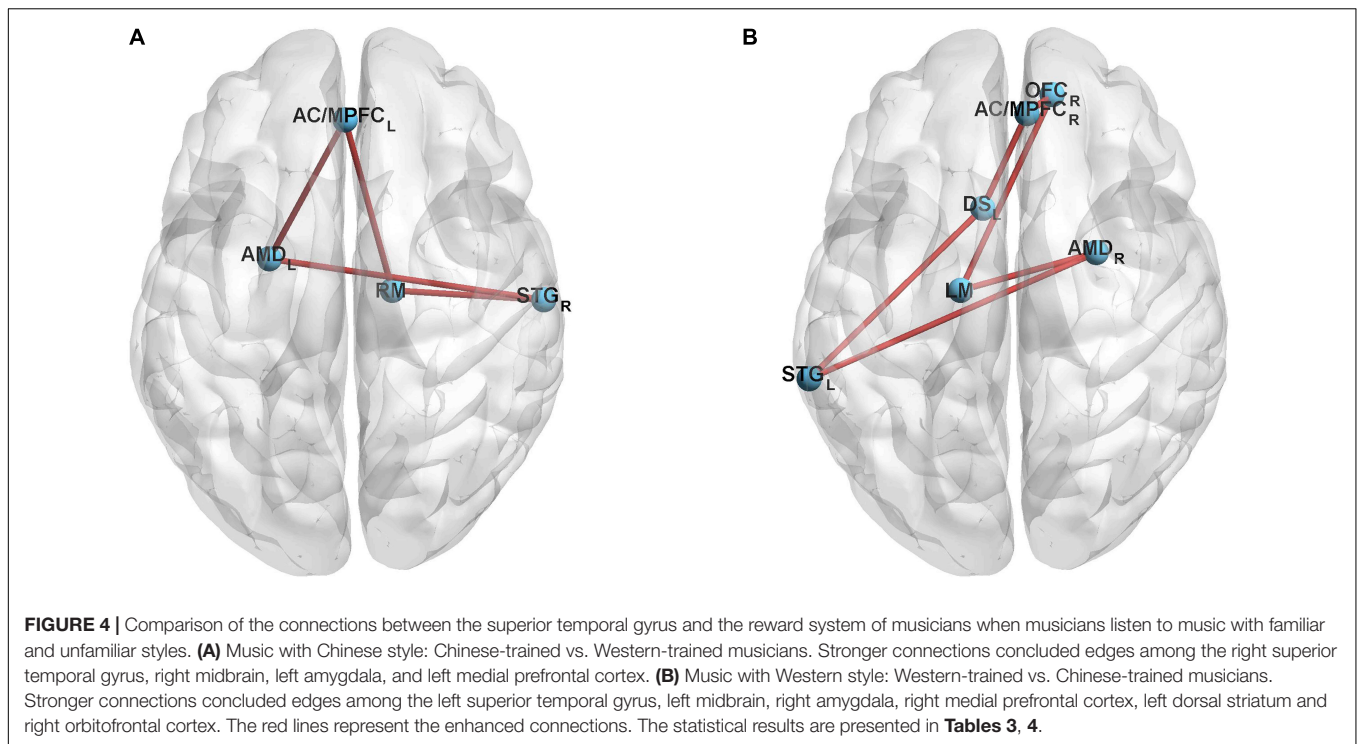 A
B
AC/MPFC L
AMD L
RM
STG R
OFC R
AC/MPFC R
DS L
AMD R
LM
STG L
FIGURE 4 | Comparison of the connections between the superior temporal gyrus and the reward system of musicians when musicians listen to music with familiar
and unfamiliar styles. (A) Music with Chinese style: Chinese-trained vs. Western-trained musicians. Stronger connections concluded edges among the right superior
temporal gyrus, right midbrain, left amygdala, and left medial prefrontal cortex. (B) Music with Western style: Western-trained vs. Chinese-trained musicians.
Stronger connections concluded edges among the left superior temporal gyrus, left midbrain, right amygdala, right medial prefrontal cortex, left dorsal striatum and
right orbitofrontal cortex. The red lines represent the enhanced connections. The statistical results are presented in Tables 3, 4.